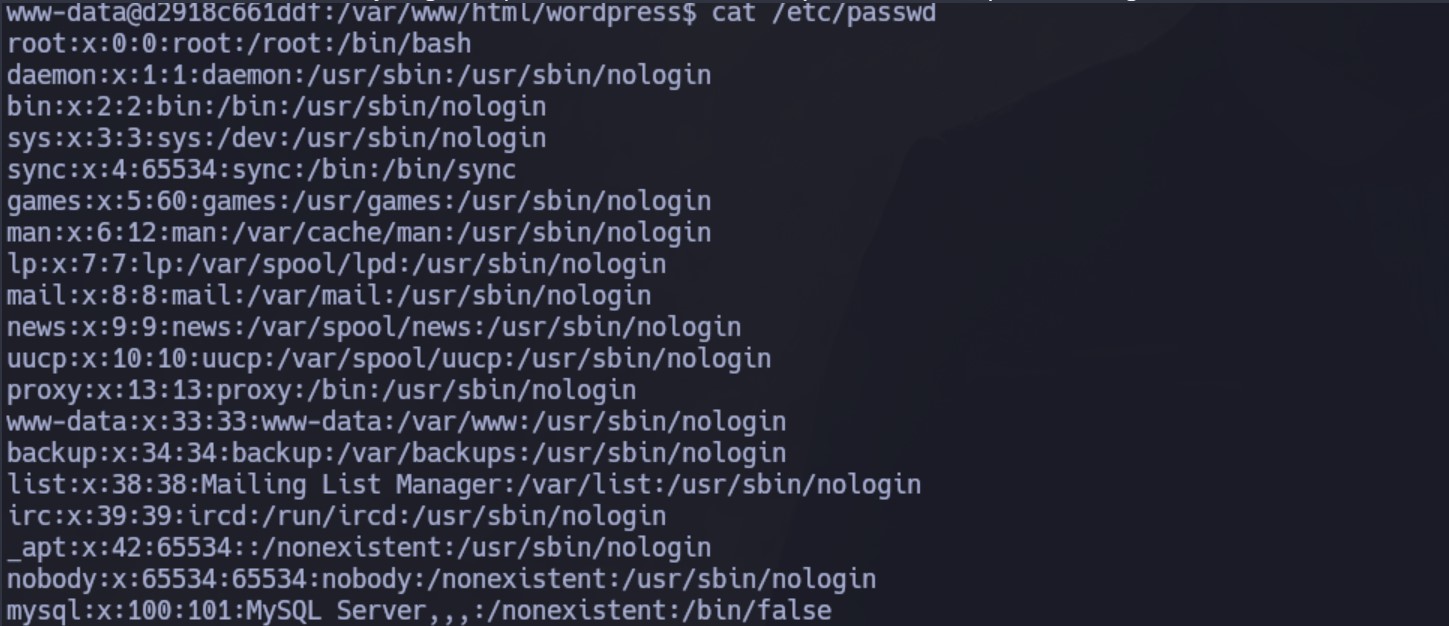 www-data@d2918c661ddf:/var/www/html/wordpress$ cat /etc/passwd
root:x:0:0:root:/root:/bin/bash
daemon:x:1:1:daemon:/usr/sbin:/usr/sbin/nologin
bin:x:2:2:bin:/bin:/usr/sbin/nologin
sys:x:3:3:sys:/dev:/usr/sbin/nologin
sync:x:4:65534:sync:/bin:/bin/sync
games:x:5:60:games:/usr/games:/usr/sbin/nologin
man:x:6:12:man:/var/cache/man:/usr/sbin/nologin
lp:x:7:7:lp:/var/spool/lpd:/usr/sbin/nologin
mail:x:8:8:mail:/var/mail:/usr/sbin/nologin
news:x:9:9:news:/var/spool/news:/usr/sbin/nologin
uucp:x:10:10:uucp:/var/spool/uucp:/usr/sbin/nologin
proxy:x:13:13:proxy:/bin:/usr/sbin/nologin
www-data:x:33:33:www-data:/var/www:/usr/sbin/nologin
backup:x:34:34:backup:/var/backups:/usr/sbin/nologin
list:x:38:38:Mailing List Manager:/var/list:/usr/sbin/nologin
irc:x:39:39:ircd:/run/ircd:/usr/sbin/nologin
_apt:x:42:65534::/nonexistent:/usr/sbin/nologin
nobody:x:65534:65534:nobody:/nonexistent:/usr/sbin/nologin
mysql:x:100:101:MySQL Server,,,:/nonexistent:/bin/false